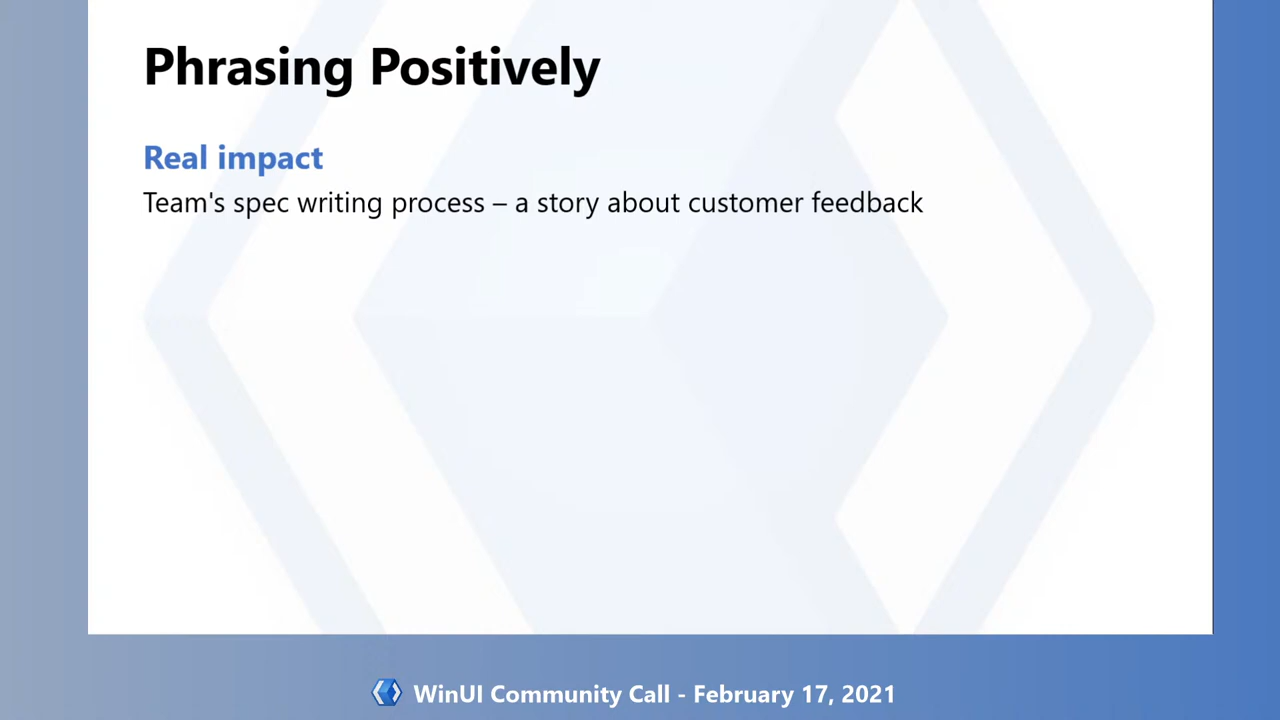 Phrasing Positively
Real impact
Team's spec writing process – a story about customer feedback
WinUI Community Call - February 17, 2021